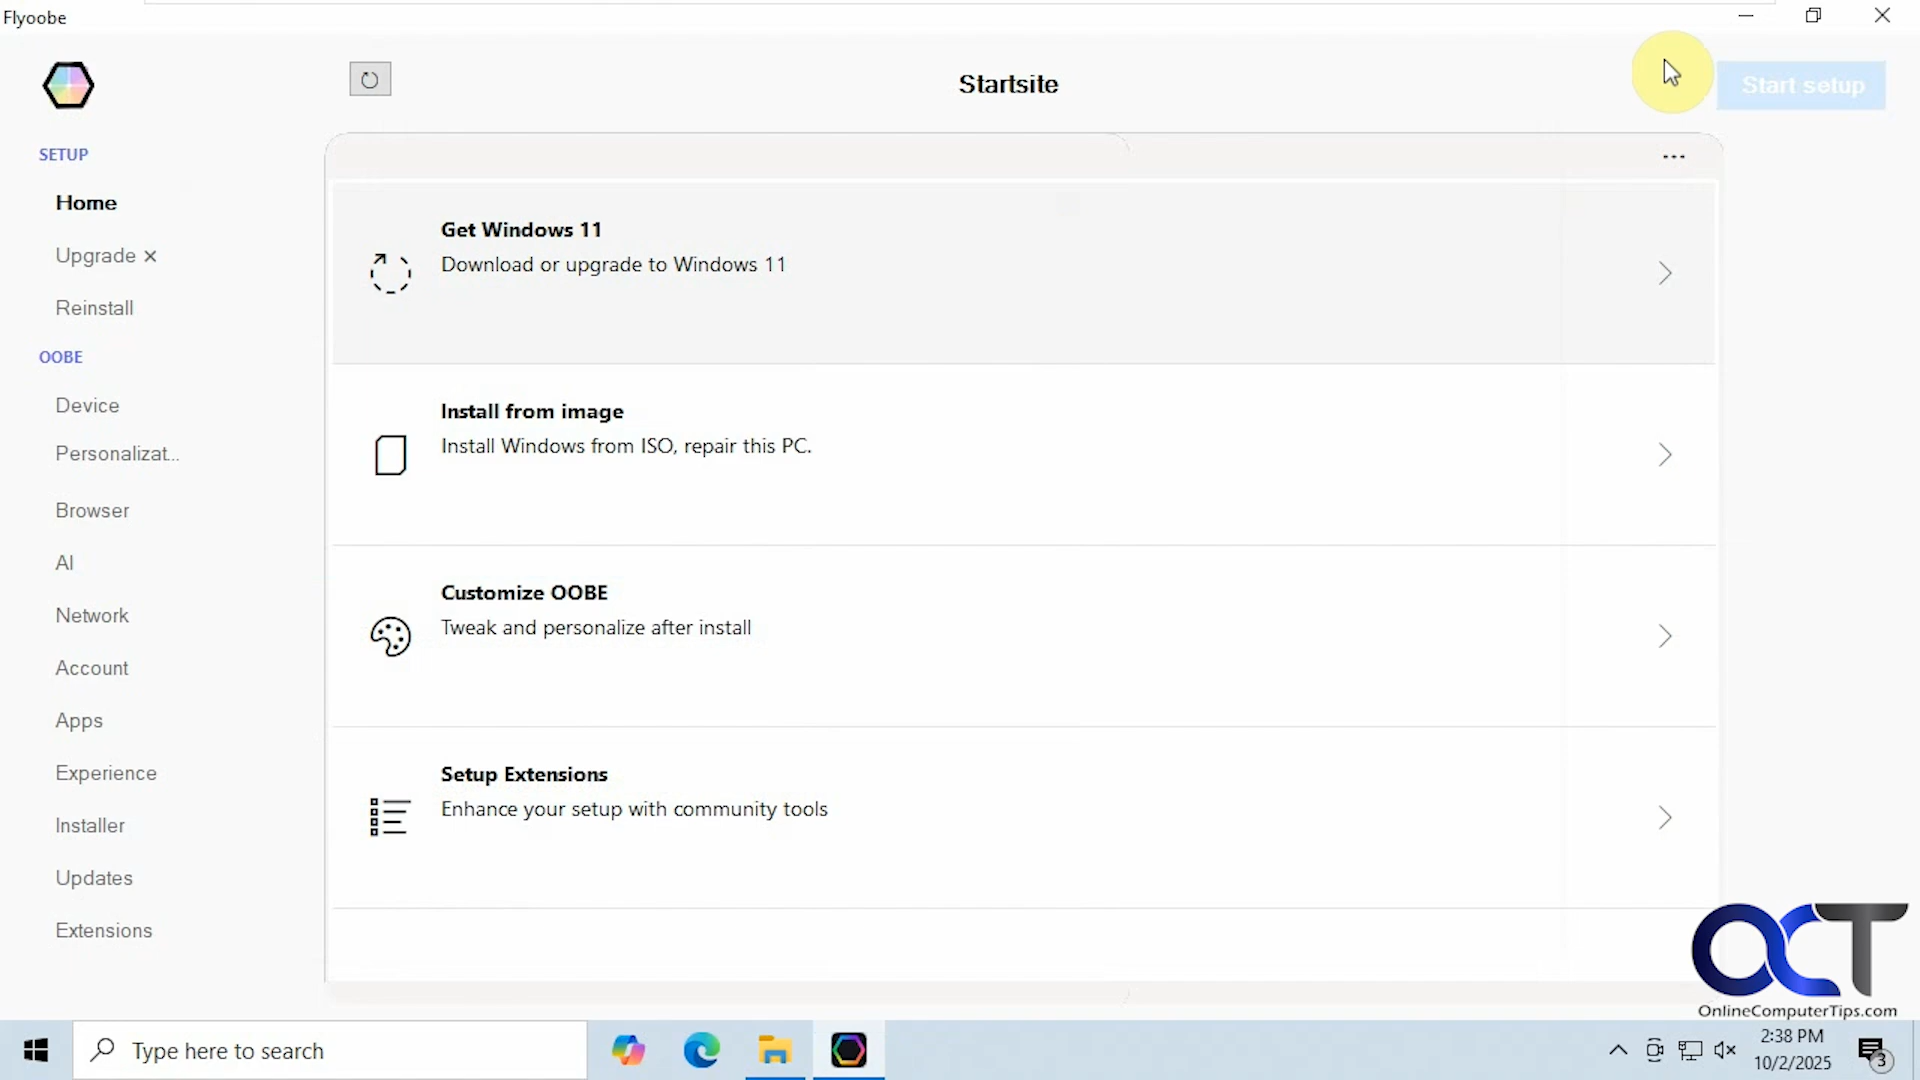 Flyoobe
Startsite
Start setup
SETUP
Home
Upgrade ✕
Reinstall
OOBE
Device
Personalizat...
Browser
AI
Network
Account
Apps
Experience
Installer
Updates
Extensions
Get Windows 11
Download or upgrade to Windows 11
Install from image
Install Windows from ISO, repair this PC.
Customize OOBE
Tweak and personalize after install
Setup Extensions
Enhance your setup with community tools
OCT
OnlineComputerTips.com
Type here to search
2:38 PM
10/2/2025
3